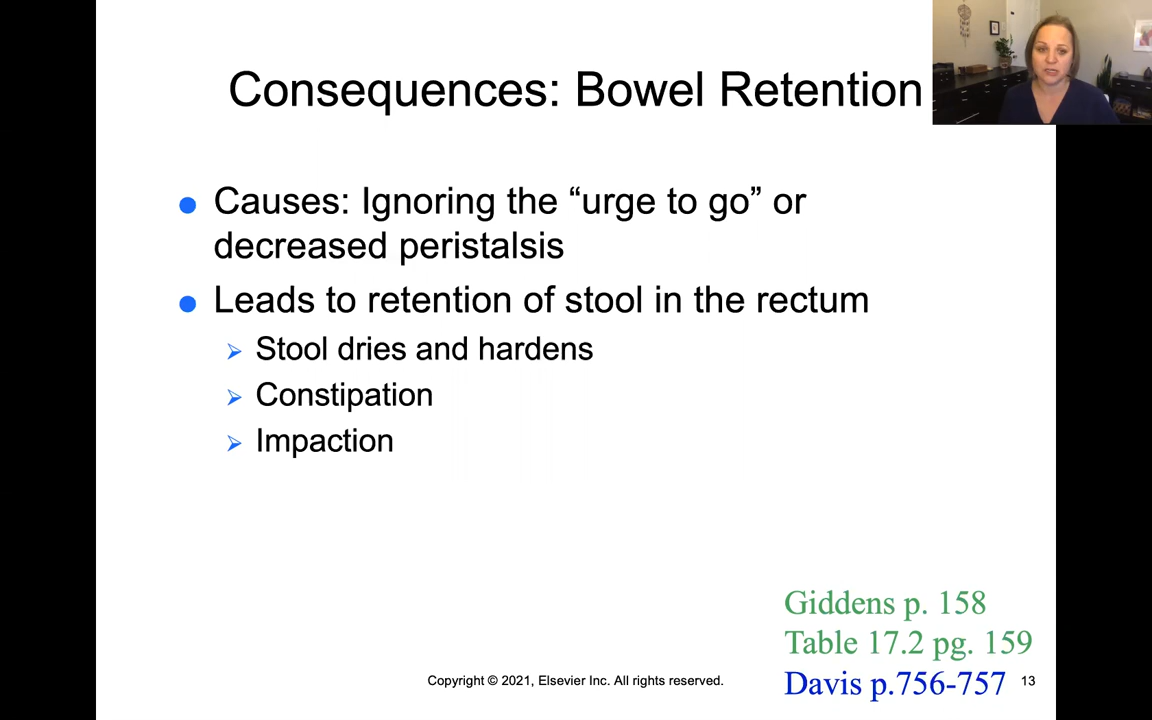 Consequences: Bowel Retention
Causes: Ignoring the “urge to go” or
decreased peristalsis
Leads to retention of stool in the rectum
Stool dries and hardens
Constipation
Impaction
Giddens p. 158
Table 17.2 pg. 159
Davis p.756-757
Copyright © 2021, Elsevier Inc. All rights reserved.
13